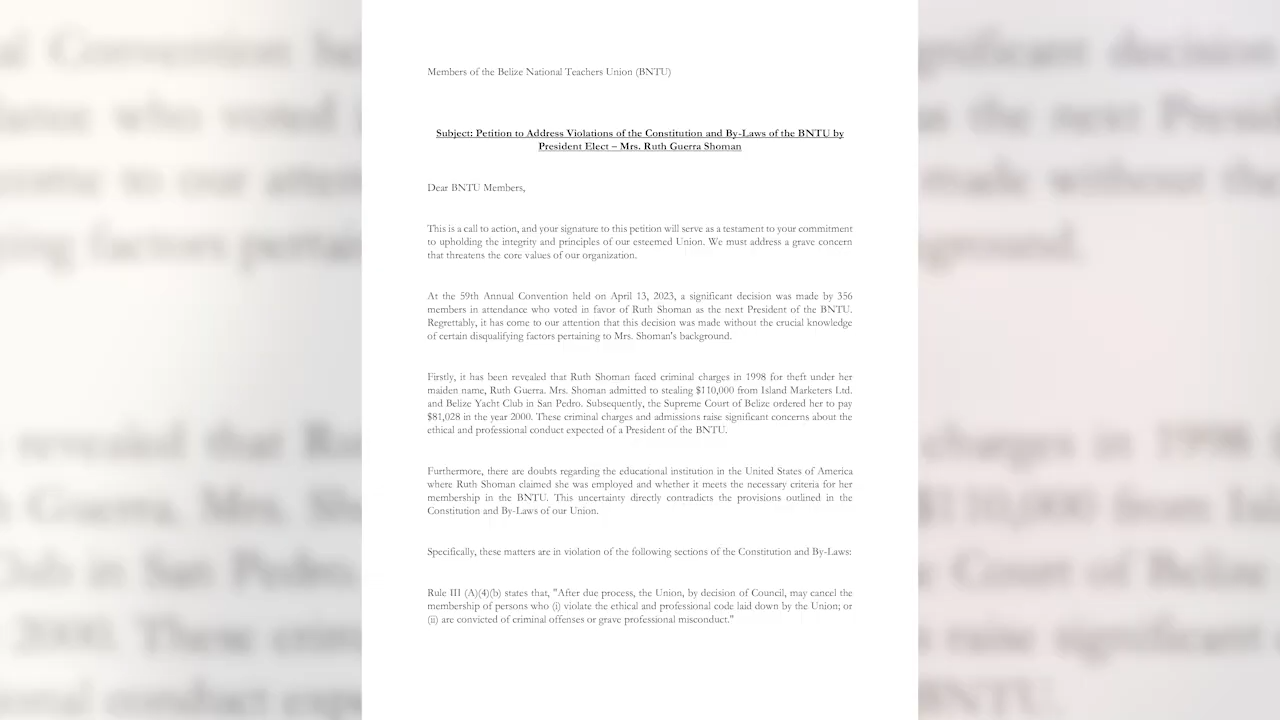 Members of the Belize National Teachers Union (BNTU)
Subject: Petition to Address Violations of the Constitution and By-Laws of the BNTU by
President Elect – Mrs. Ruth Guerra Shoman
Dear BNTU Members,
This is a call to action, and your signature to this petition will serve as a testament to your commitment
to upholding the integrity and principles of our esteemed Union. We must address a grave concern
that threatens the core values of our organization.
At the 59th Annual Convention held on April 13, 2023, a significant decision was made by 356
members in attendance who voted in favor of Ruth Shoman as the next President of the BNTU.
Regrettably, it has come to our attention that this decision was made without the crucial knowledge
of certain disqualifying factors pertaining to Mrs. Shoman's background.
Firstly, it has been revealed that Ruth Shoman faced criminal charges in 1998 for theft under her
maiden name, Ruth Guerra. Mrs. Shoman admitted to stealing $110,000 from Island Marketers Ltd.
and Belize Yacht Club in San Pedro. Subsequently, the Supreme Court of Belize ordered her to pay
$81,028 in the year 2000. These criminal charges and admissions raise significant concerns about the
ethical and professional conduct expected of a President of the BNTU.
Furthermore, there are doubts regarding the educational institution in the United States of America
where Ruth Shoman claimed she was employed and whether it meets the necessary criteria for her
membership in the BNTU. This uncertainty directly contradicts the provisions outlined in the
Constitution and By-Laws of our Union.
Specifically, these matters are in violation of the following sections of the Constitution and By-Laws:
Rule III (A)(4)(b) states that, "After due process, the Union, by decision of Council, may cancel the
membership of persons who (i) violate the ethical and professional code laid down by the Union; or
(ii) are convicted of criminal offenses or grave professional misconduct."